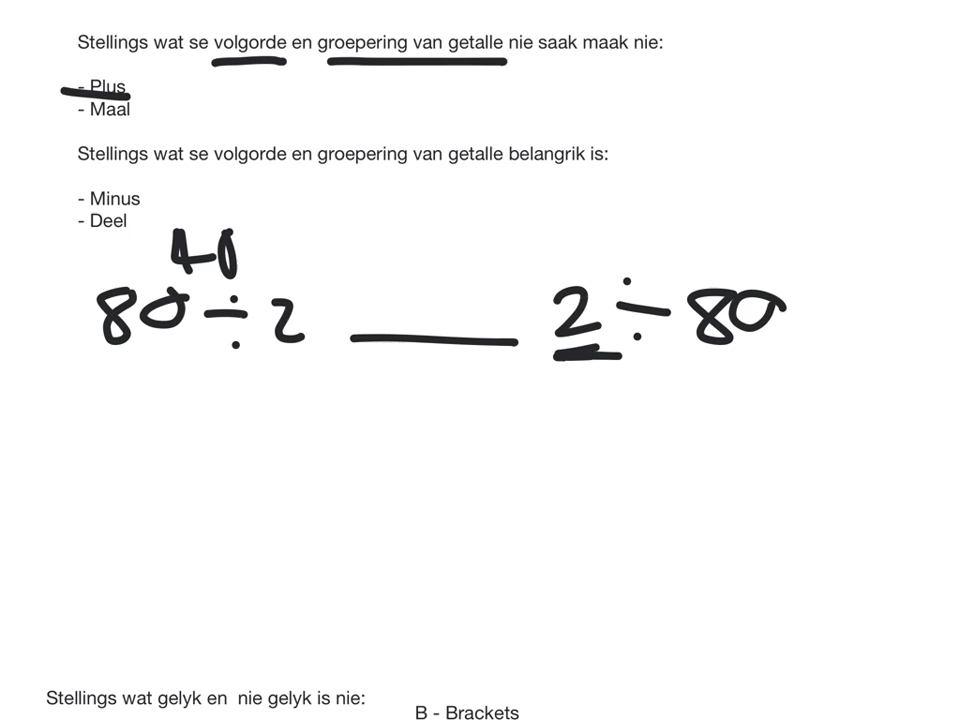 Stellings wat se volgorde en groepering van getalle nie saak maak nie:
- Plus
- Maal
Stellings wat se volgorde en groepering van getalle belangrik is:
- Minus
- Deel
40
80 ÷ 2 ____ 2 ÷ 80
Stellings wat gelyk en nie gelyk is nie:
B - Brackets